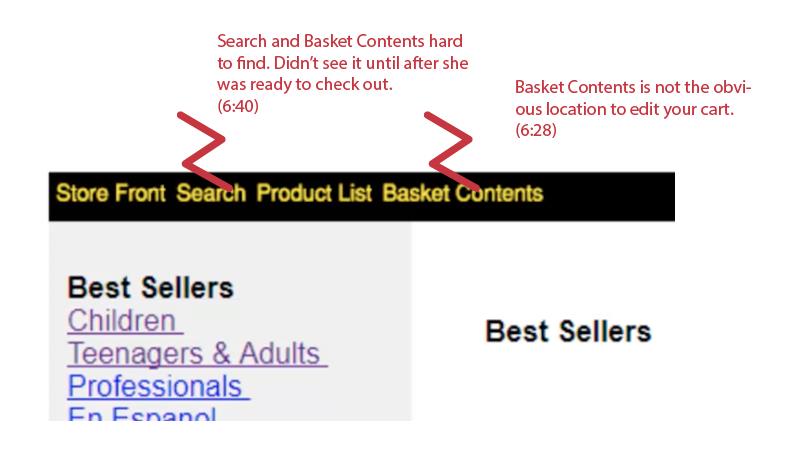 Search and Basket Contents hard
to find. Didn't see it until after she
was ready to check out.
(6:40)
Basket Contents is not the obvi-
ous location to edit your cart.
(6:28)
Store Front Search Product List Basket Contents
Best Sellers
Children
Teenagers & Adults
Professionals
En Espanol
Best Sellers